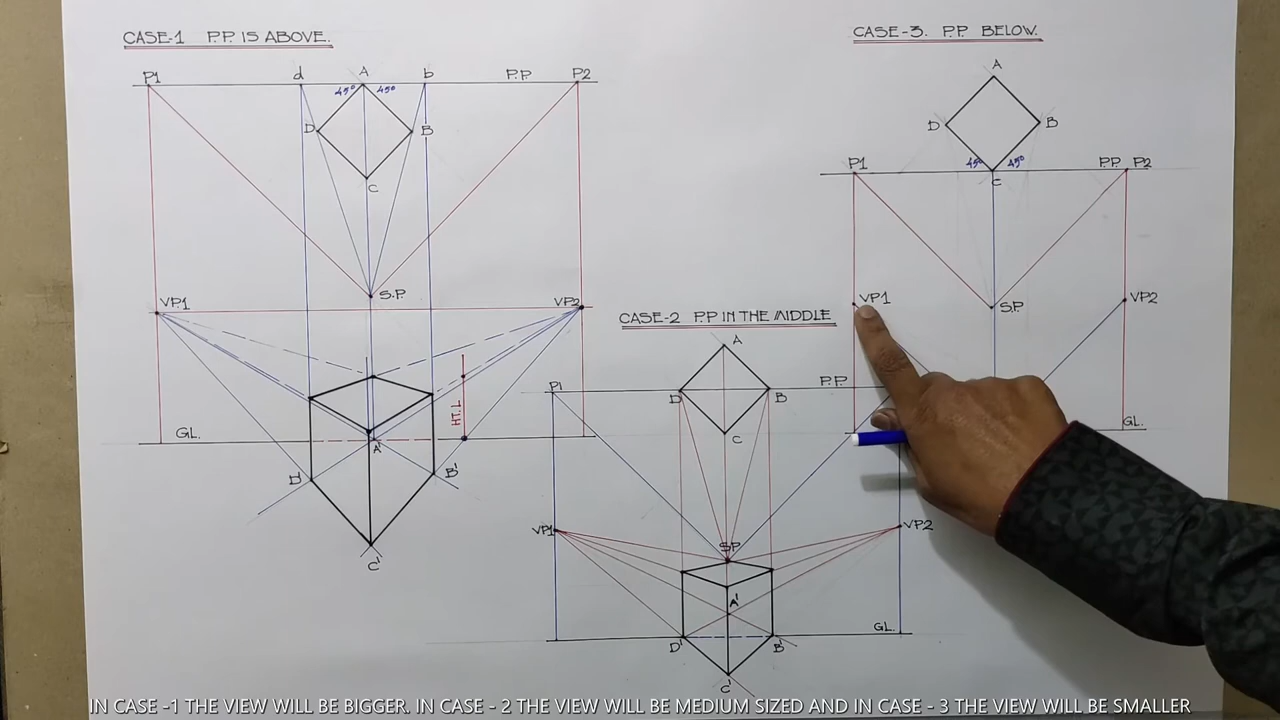 CASE-1 P.P. IS ABOVE.
P1 d A b P.P P2
45° 45°
D B
C
S.P.
VP1 VP2
HT.L
GL.
A'
D' B'
C'
CASE-2 P.P IN THE MIDDLE
A
P1 D B P.P
C
VP1 S.P VP2
A'
GL.
D' B'
C'
CASE-3. P.P BELOW.
A
D B
P1 45° 45° P.P. P2
C
VP1 S.P. VP2
GL.
IN CASE -1 THE VIEW WILL BE BIGGER. IN CASE - 2 THE VIEW WILL BE MEDIUM SIZED AND IN CASE - 3 THE VIEW WILL BE SMALLER